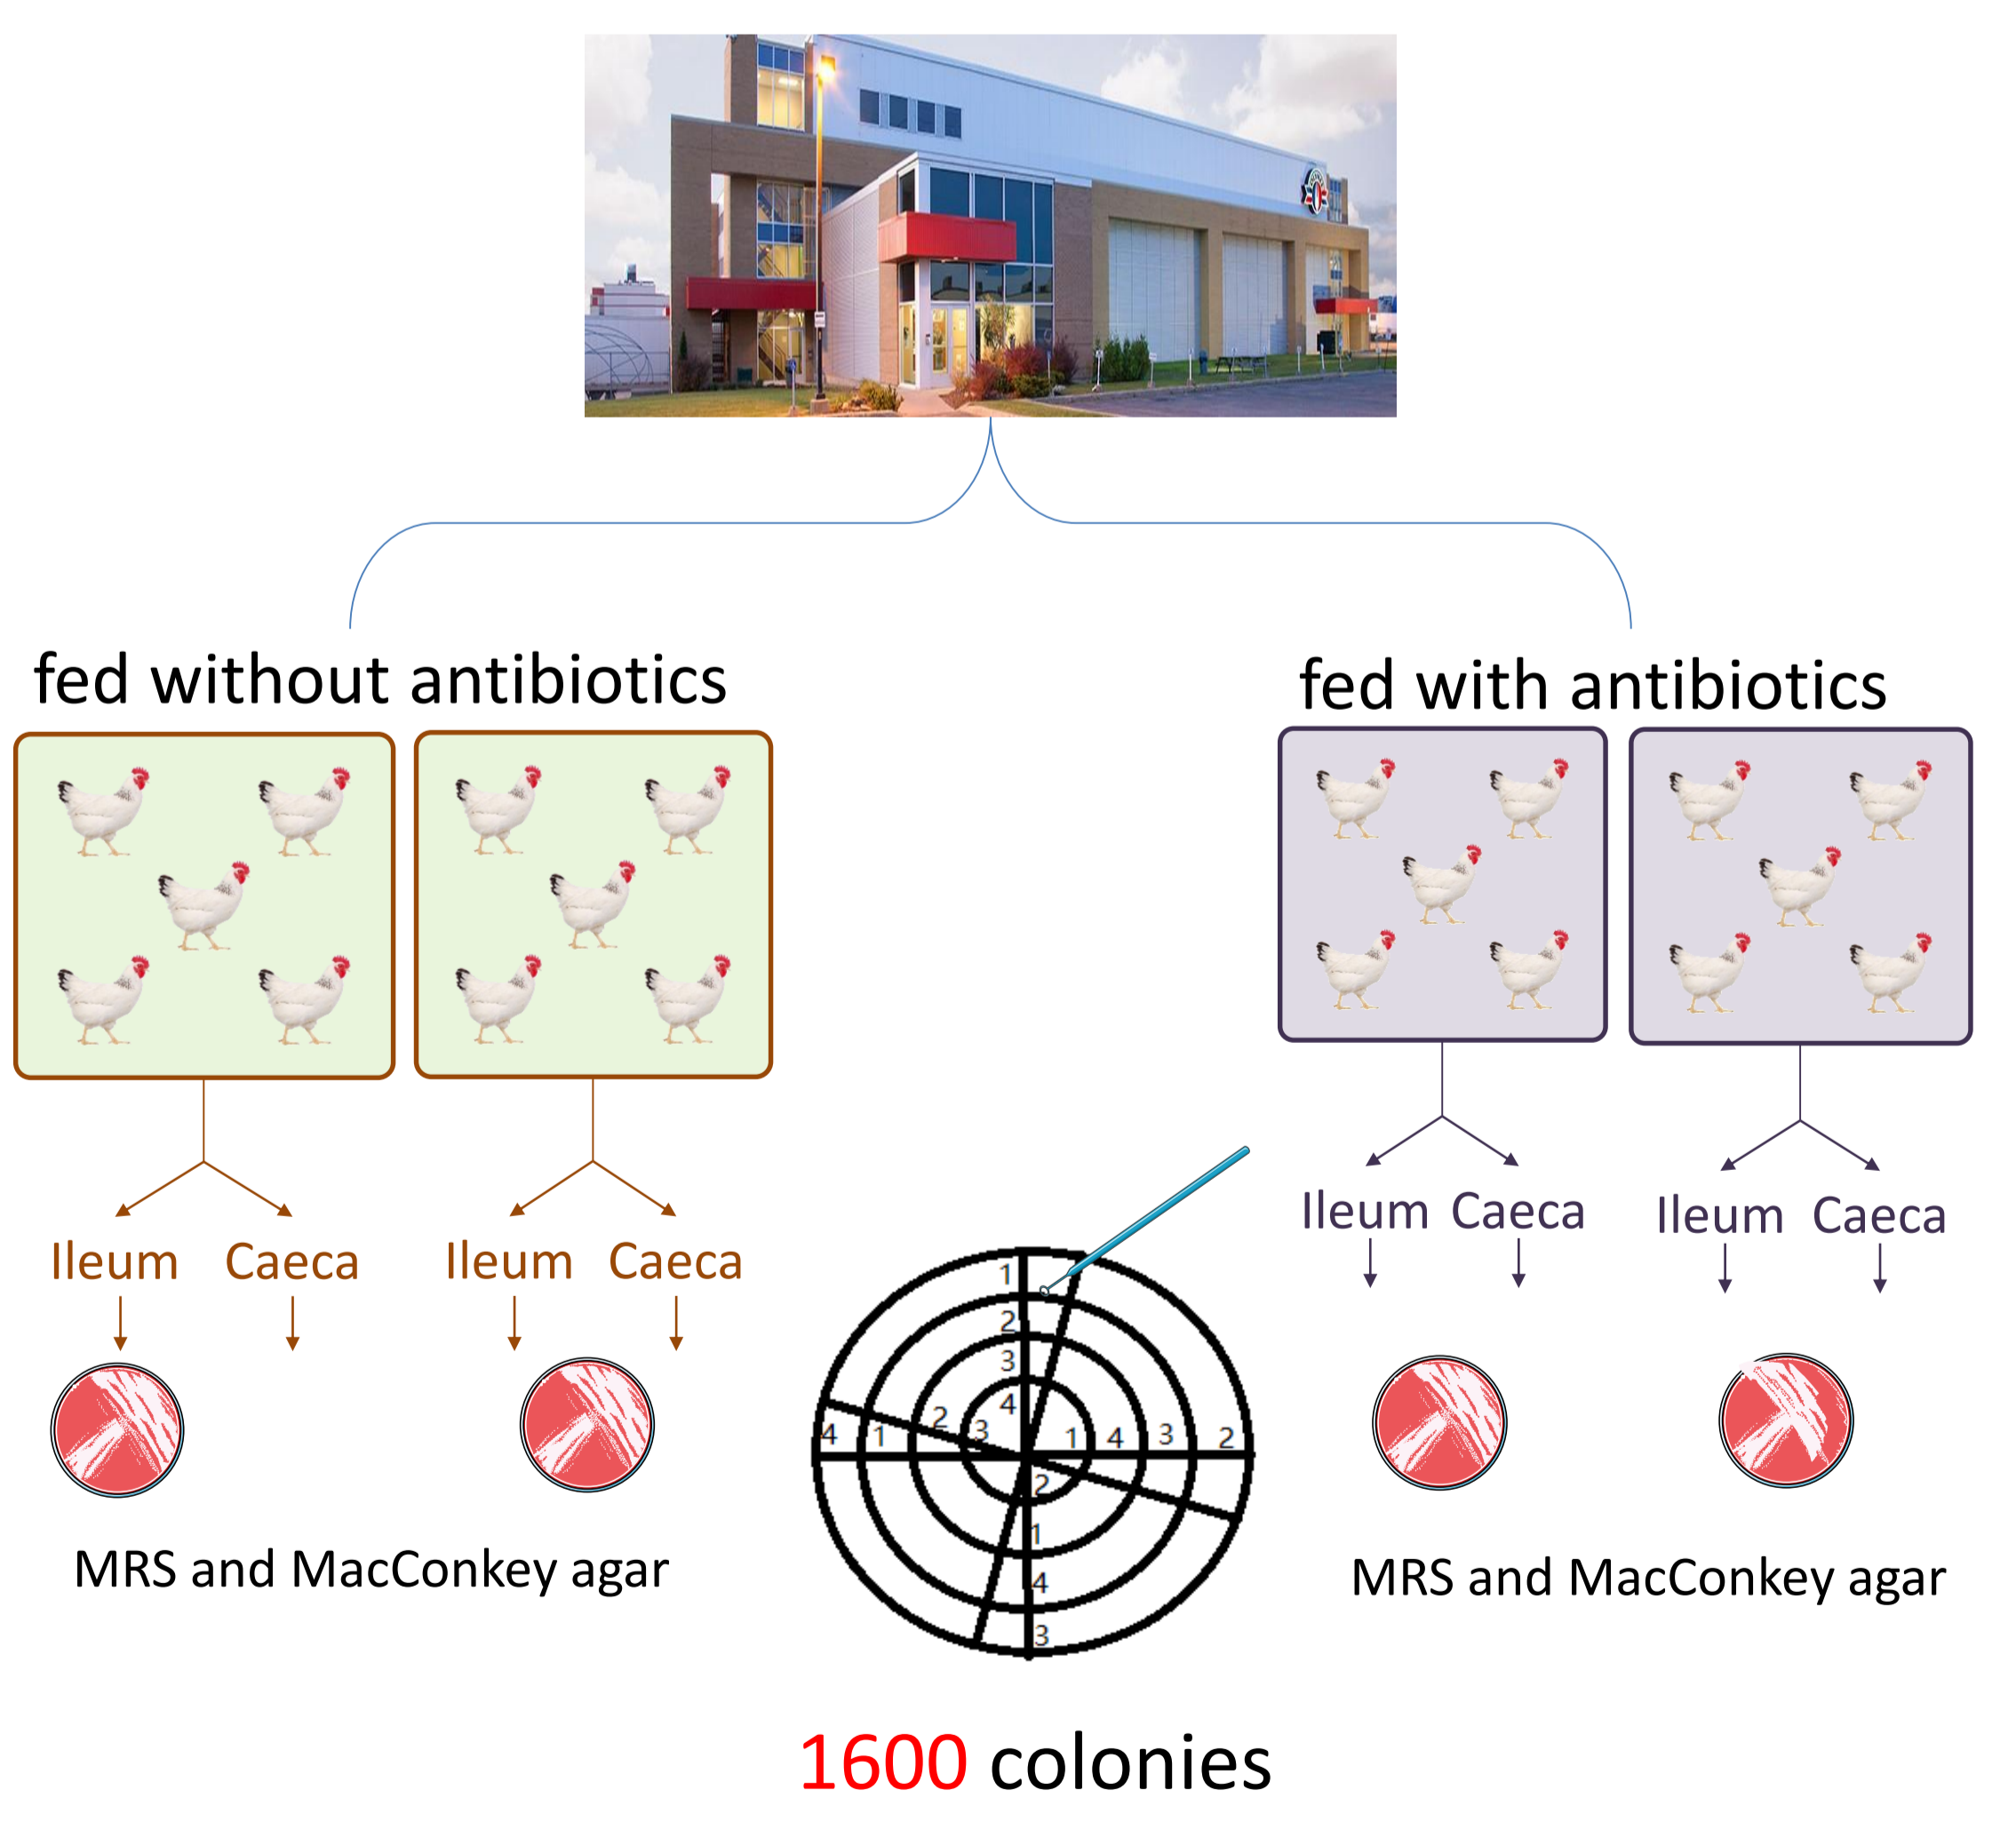 fed without antibiotics
fed with antibiotics
Ileum Caeca
Ileum Caeca
Ileum Caeca
Ileum Caeca
1
2
3
4
4 1 2 3
1 4 3 2
2
1
4
3
MRS and MacConkey agar
MRS and MacConkey agar
1600 colonies